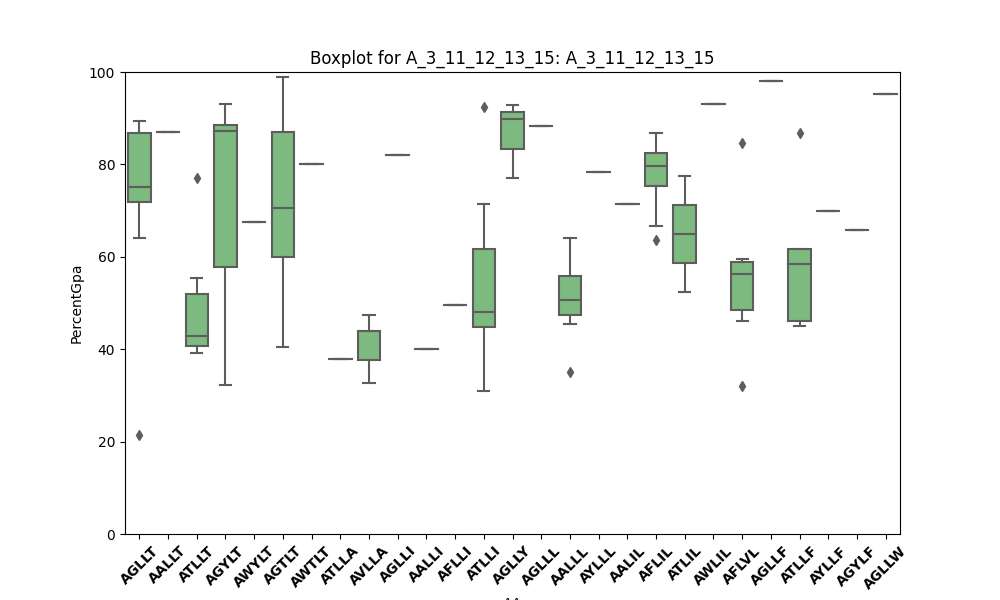 Boxplot for A_3_11_12_13_15: A_3_11_12_13_15
PercentGpa
100
80
60
40
20
0
AGLLT
AALLT
ATLLT
AGYLT
AWYLT
AGTLT
AWTLT
ATLLA
AVLLA
AGLLI
AALLI
AFLLI
ATLLI
AGLLY
AGLLL
AALLL
AYLLL
AALIL
AFLIL
ATLIL
AWLIL
AFLVL
AGLLF
ATLLF
AYLLF
AGYLF
AGLLW